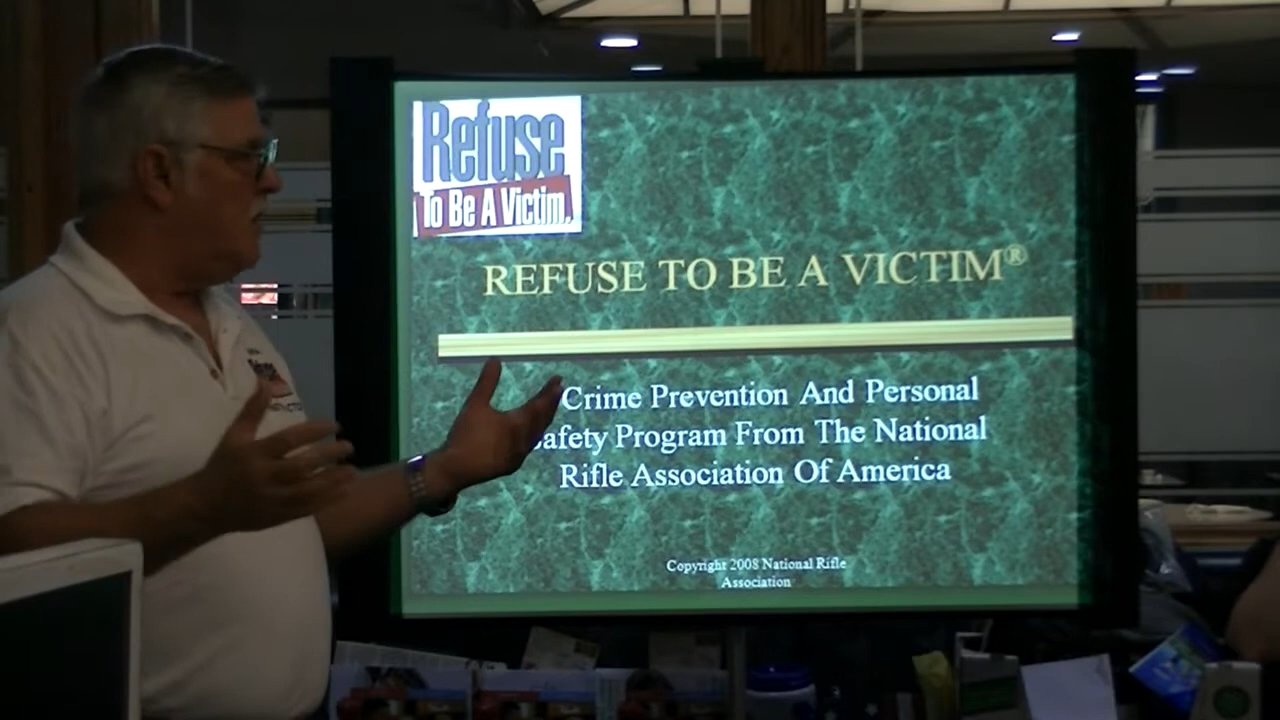 Refuse
To Be A Victim.
REFUSE TO BE A VICTIM®
Crime Prevention And Personal
Safety Program From The National
Rifle Association Of America
Copyright 2008 National Rifle
Association